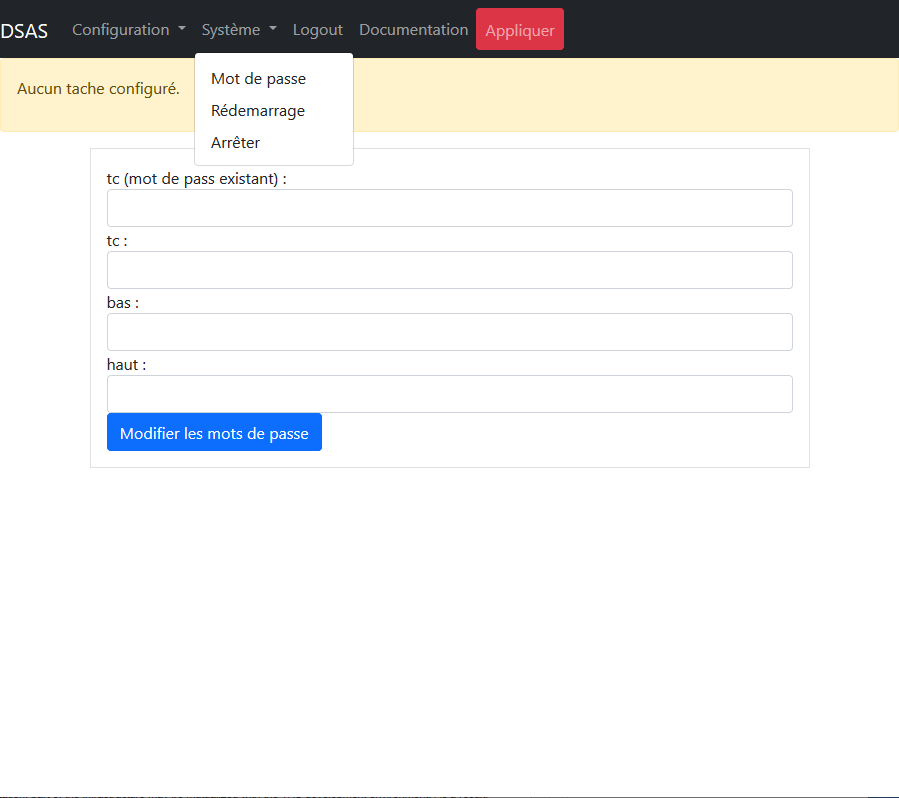 DSAS Configuration Système Logout Documentation Appliquer
Mot de passe
Rédemarrage
Arrêter
Aucun tache configuré.
tc (mot de pass existant) :
tc :
bas :
haut :
Modifier les mots de passe